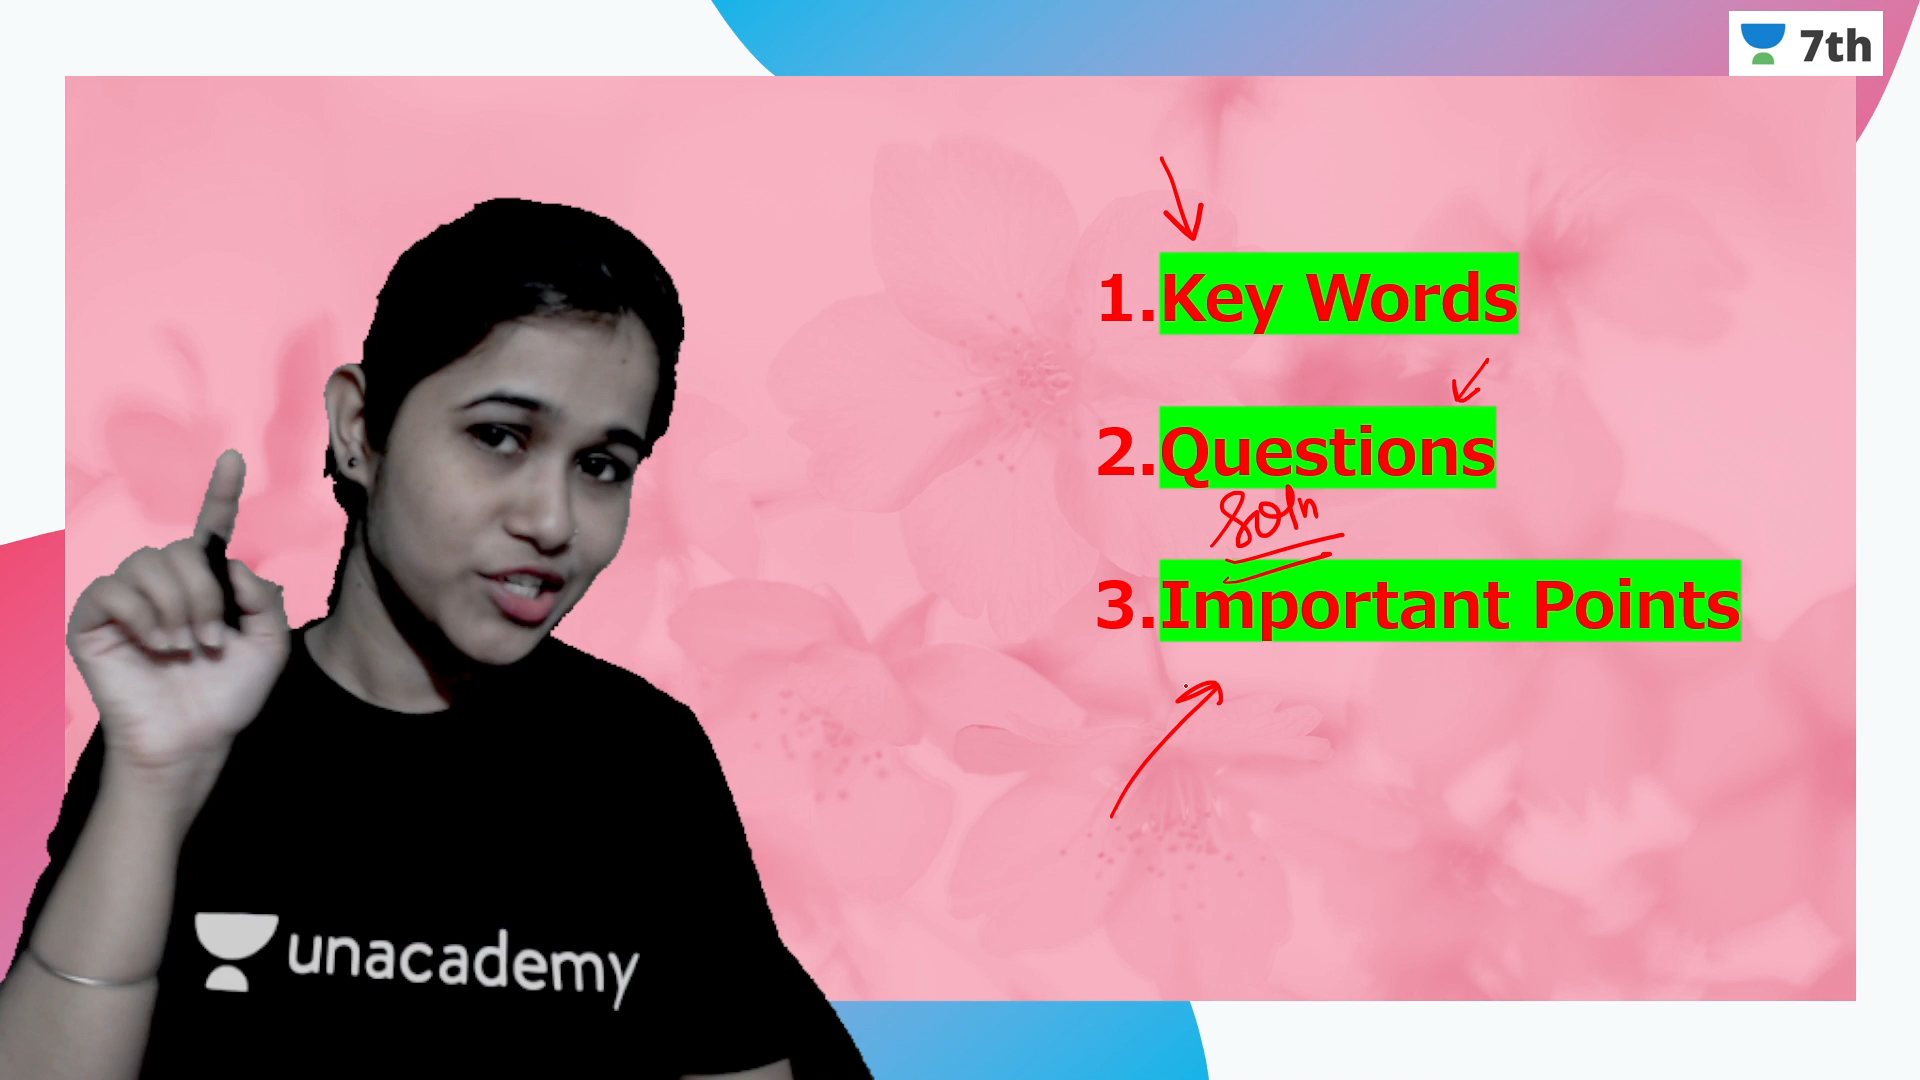 7th
1.Key Words
2.Questions
Soln
3.Important Points
unacademy